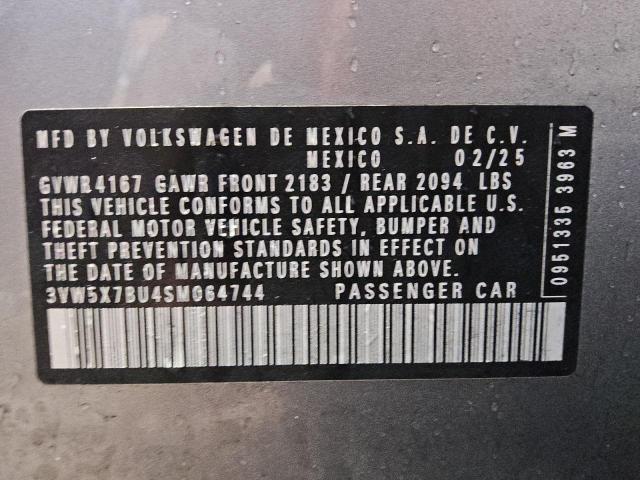 MFD BY VOLKSWAGEN DE MEXICO S.A. DE C.V.
MEXICO 02/25
GVWR4167 GAWR FRONT 2183 / REAR 2094 LBS
THIS VEHICLE CONFORMS TO ALL APPLICABLE U.S.
FEDERAL MOTOR VEHICLE SAFETY, BUMPER AND
THEFT PREVENTION STANDARDS IN EFFECT ON
THE DATE OF MANUFACTURE SHOWN ABOVE.
3VW5X7BU4SM064744 PASSENGER CAR
0951335 3963 M